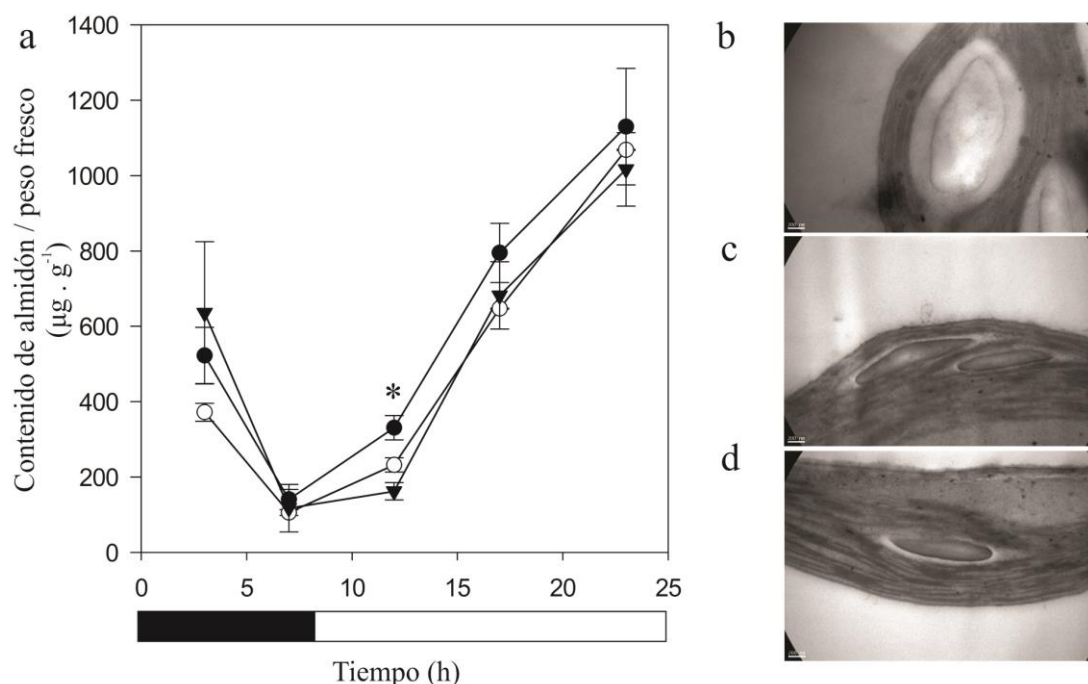 a
1400
1200
1000
800
600
400
200
0
Contenido de almidón / peso fresco
(µg . g⁻¹)
*
0 5 10 15 20 25
Tiempo (h)
b
c
d